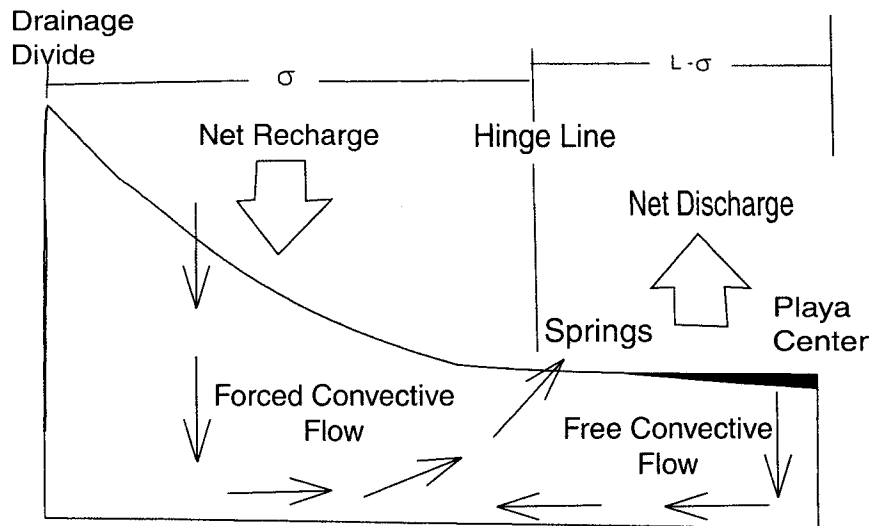 Drainage
Divide
σ
L-σ
Net Recharge
Hinge Line
Net Discharge
Springs
Playa
Center
Forced Convective
Flow
Free Convective
Flow